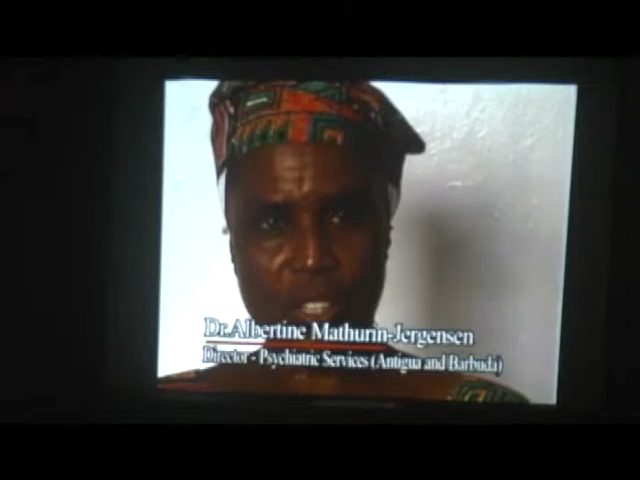 Dr.Albertine Mathurin-Jergensen
Director - Psychiatric Services (Antigua and Barbuda)